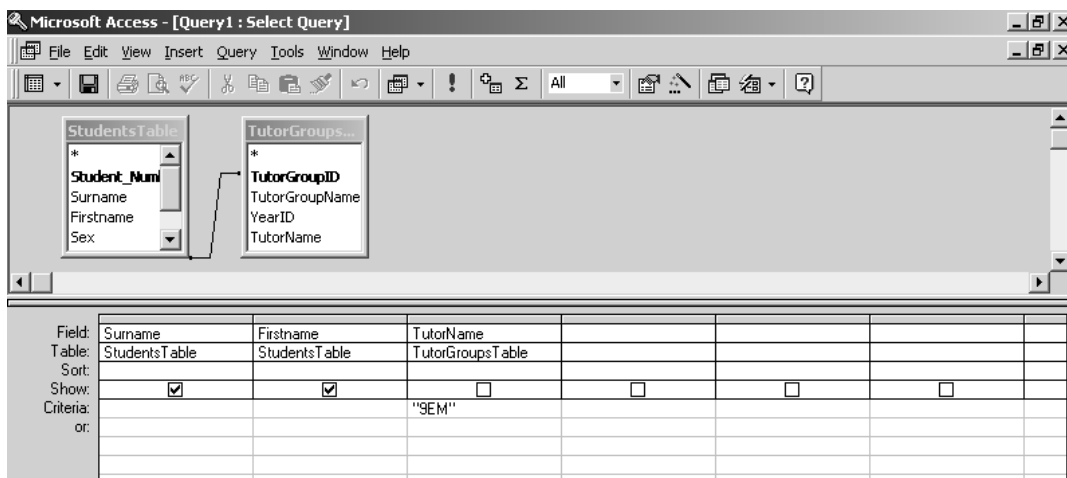 Microsoft Access - [Query1 : Select Query]
File Edit View Insert Query Tools Window Help
ABC All
StudentsTable TutorGroups...
* *
Student_Num TutorGroupID
Surname TutorGroupName
Firstname YearID
Sex TutorName
Field: Surname Firstname TutorName
Table: StudentsTable StudentsTable TutorGroupsTable
Sort:
Show:
Criteria: "9EM"
or: